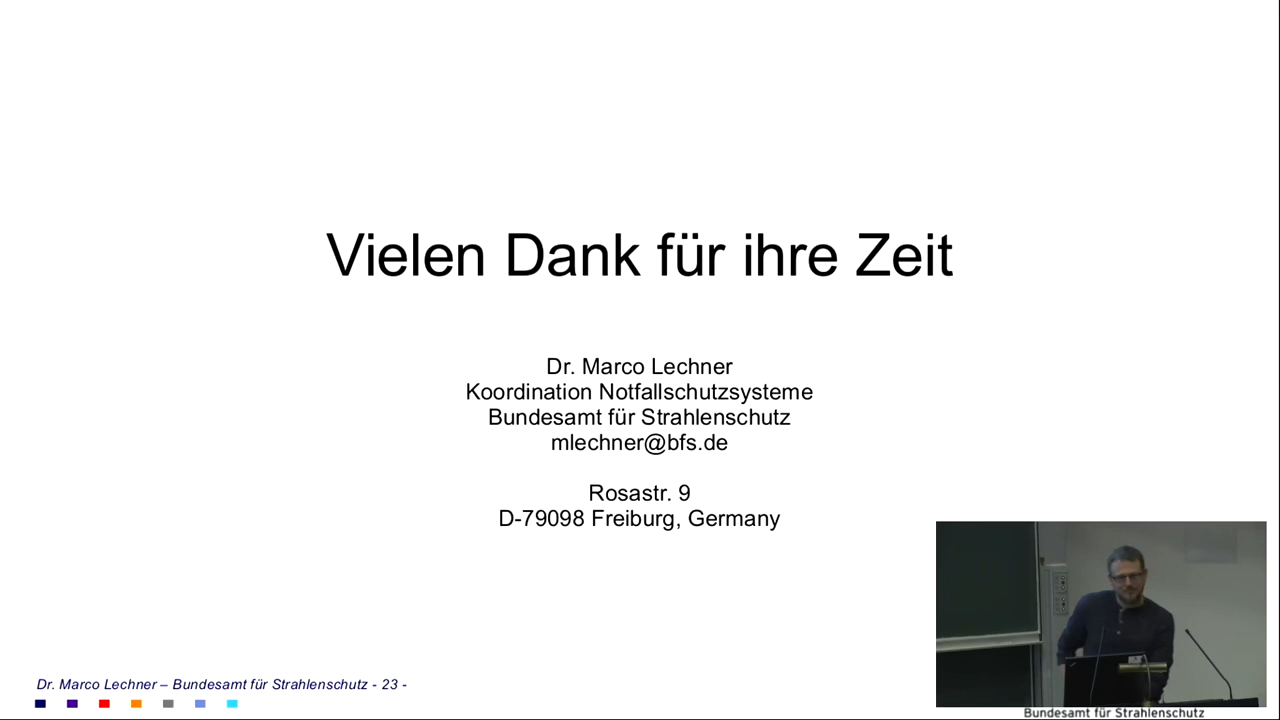 Vielen Dank für ihre Zeit
Dr. Marco Lechner
Koordination Notfallschutzsysteme
Bundesamt für Strahlenschutz
mlechner@bfs.de
Rosastr. 9
D-79098 Freiburg, Germany
Dr. Marco Lechner – Bundesamt für Strahlenschutz - 23 -
Bundesamt für Strahlenschutz